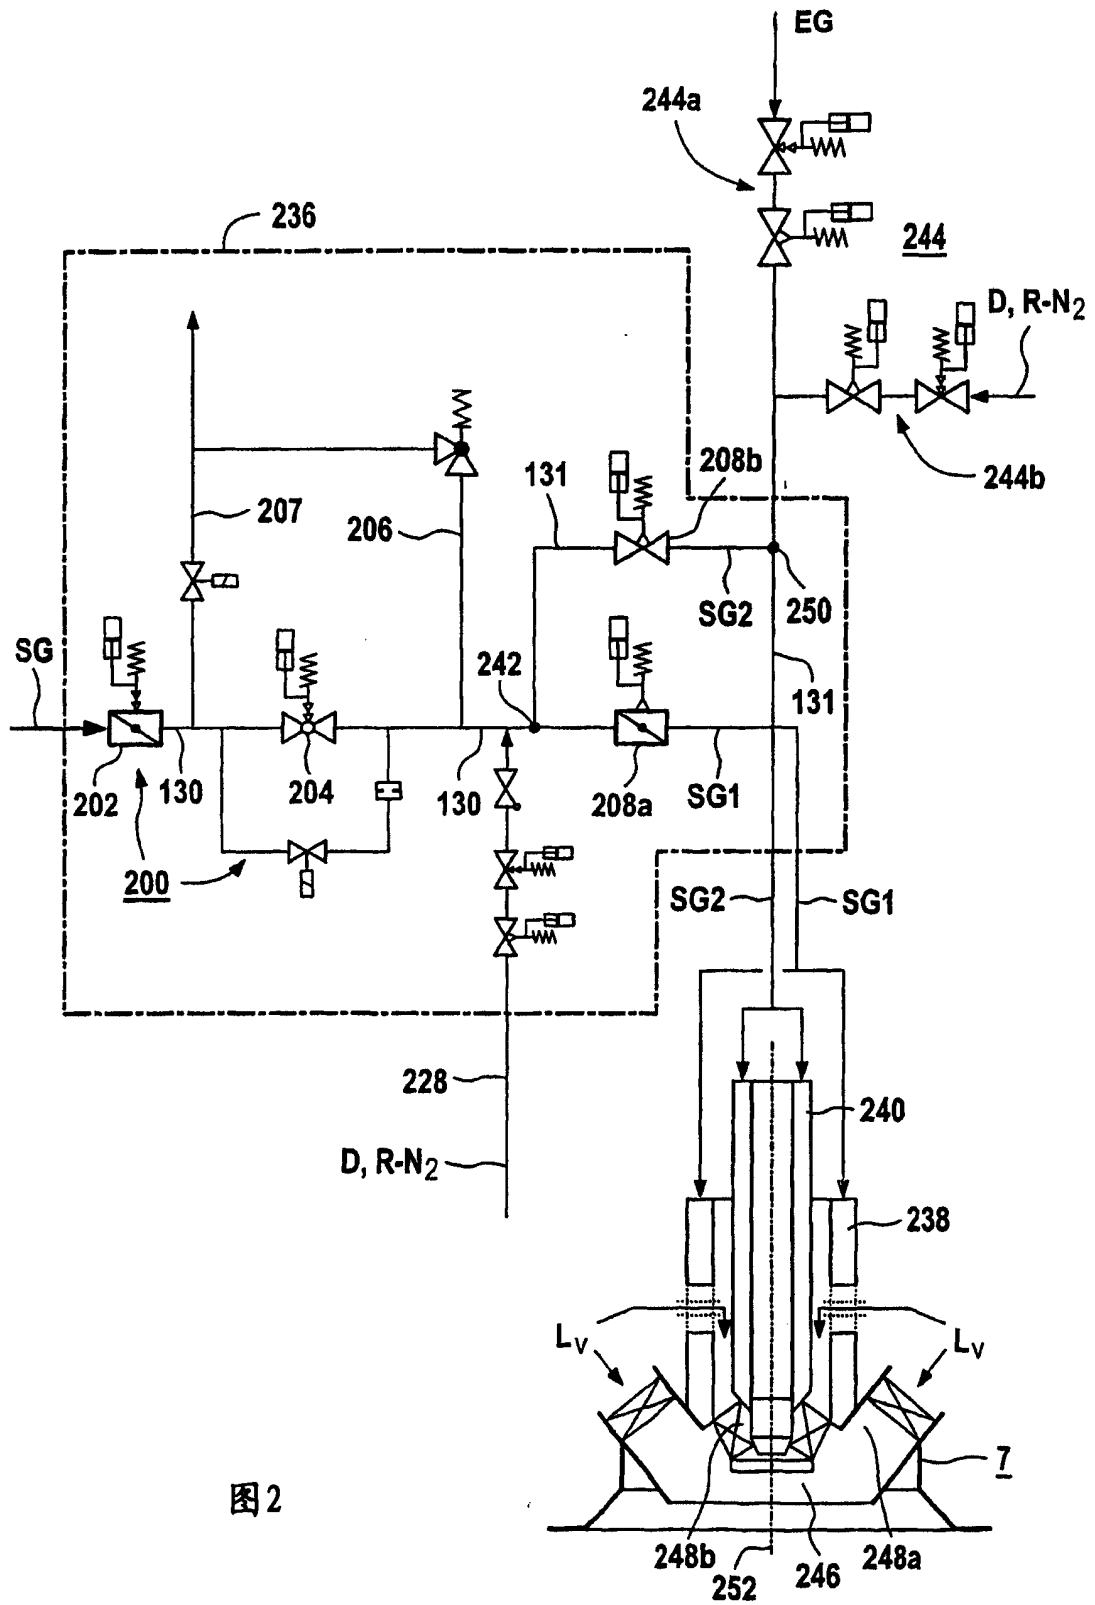 EG
244a
236
244
D, R-N2
244b
131
208b
207
206
SG2
250
SG
242
131
202
130
204
130
208a
SG1
200
SG2
SG1
228
240
D, R-N2
238
LV
LV
7
图2
248b
252
246
248a